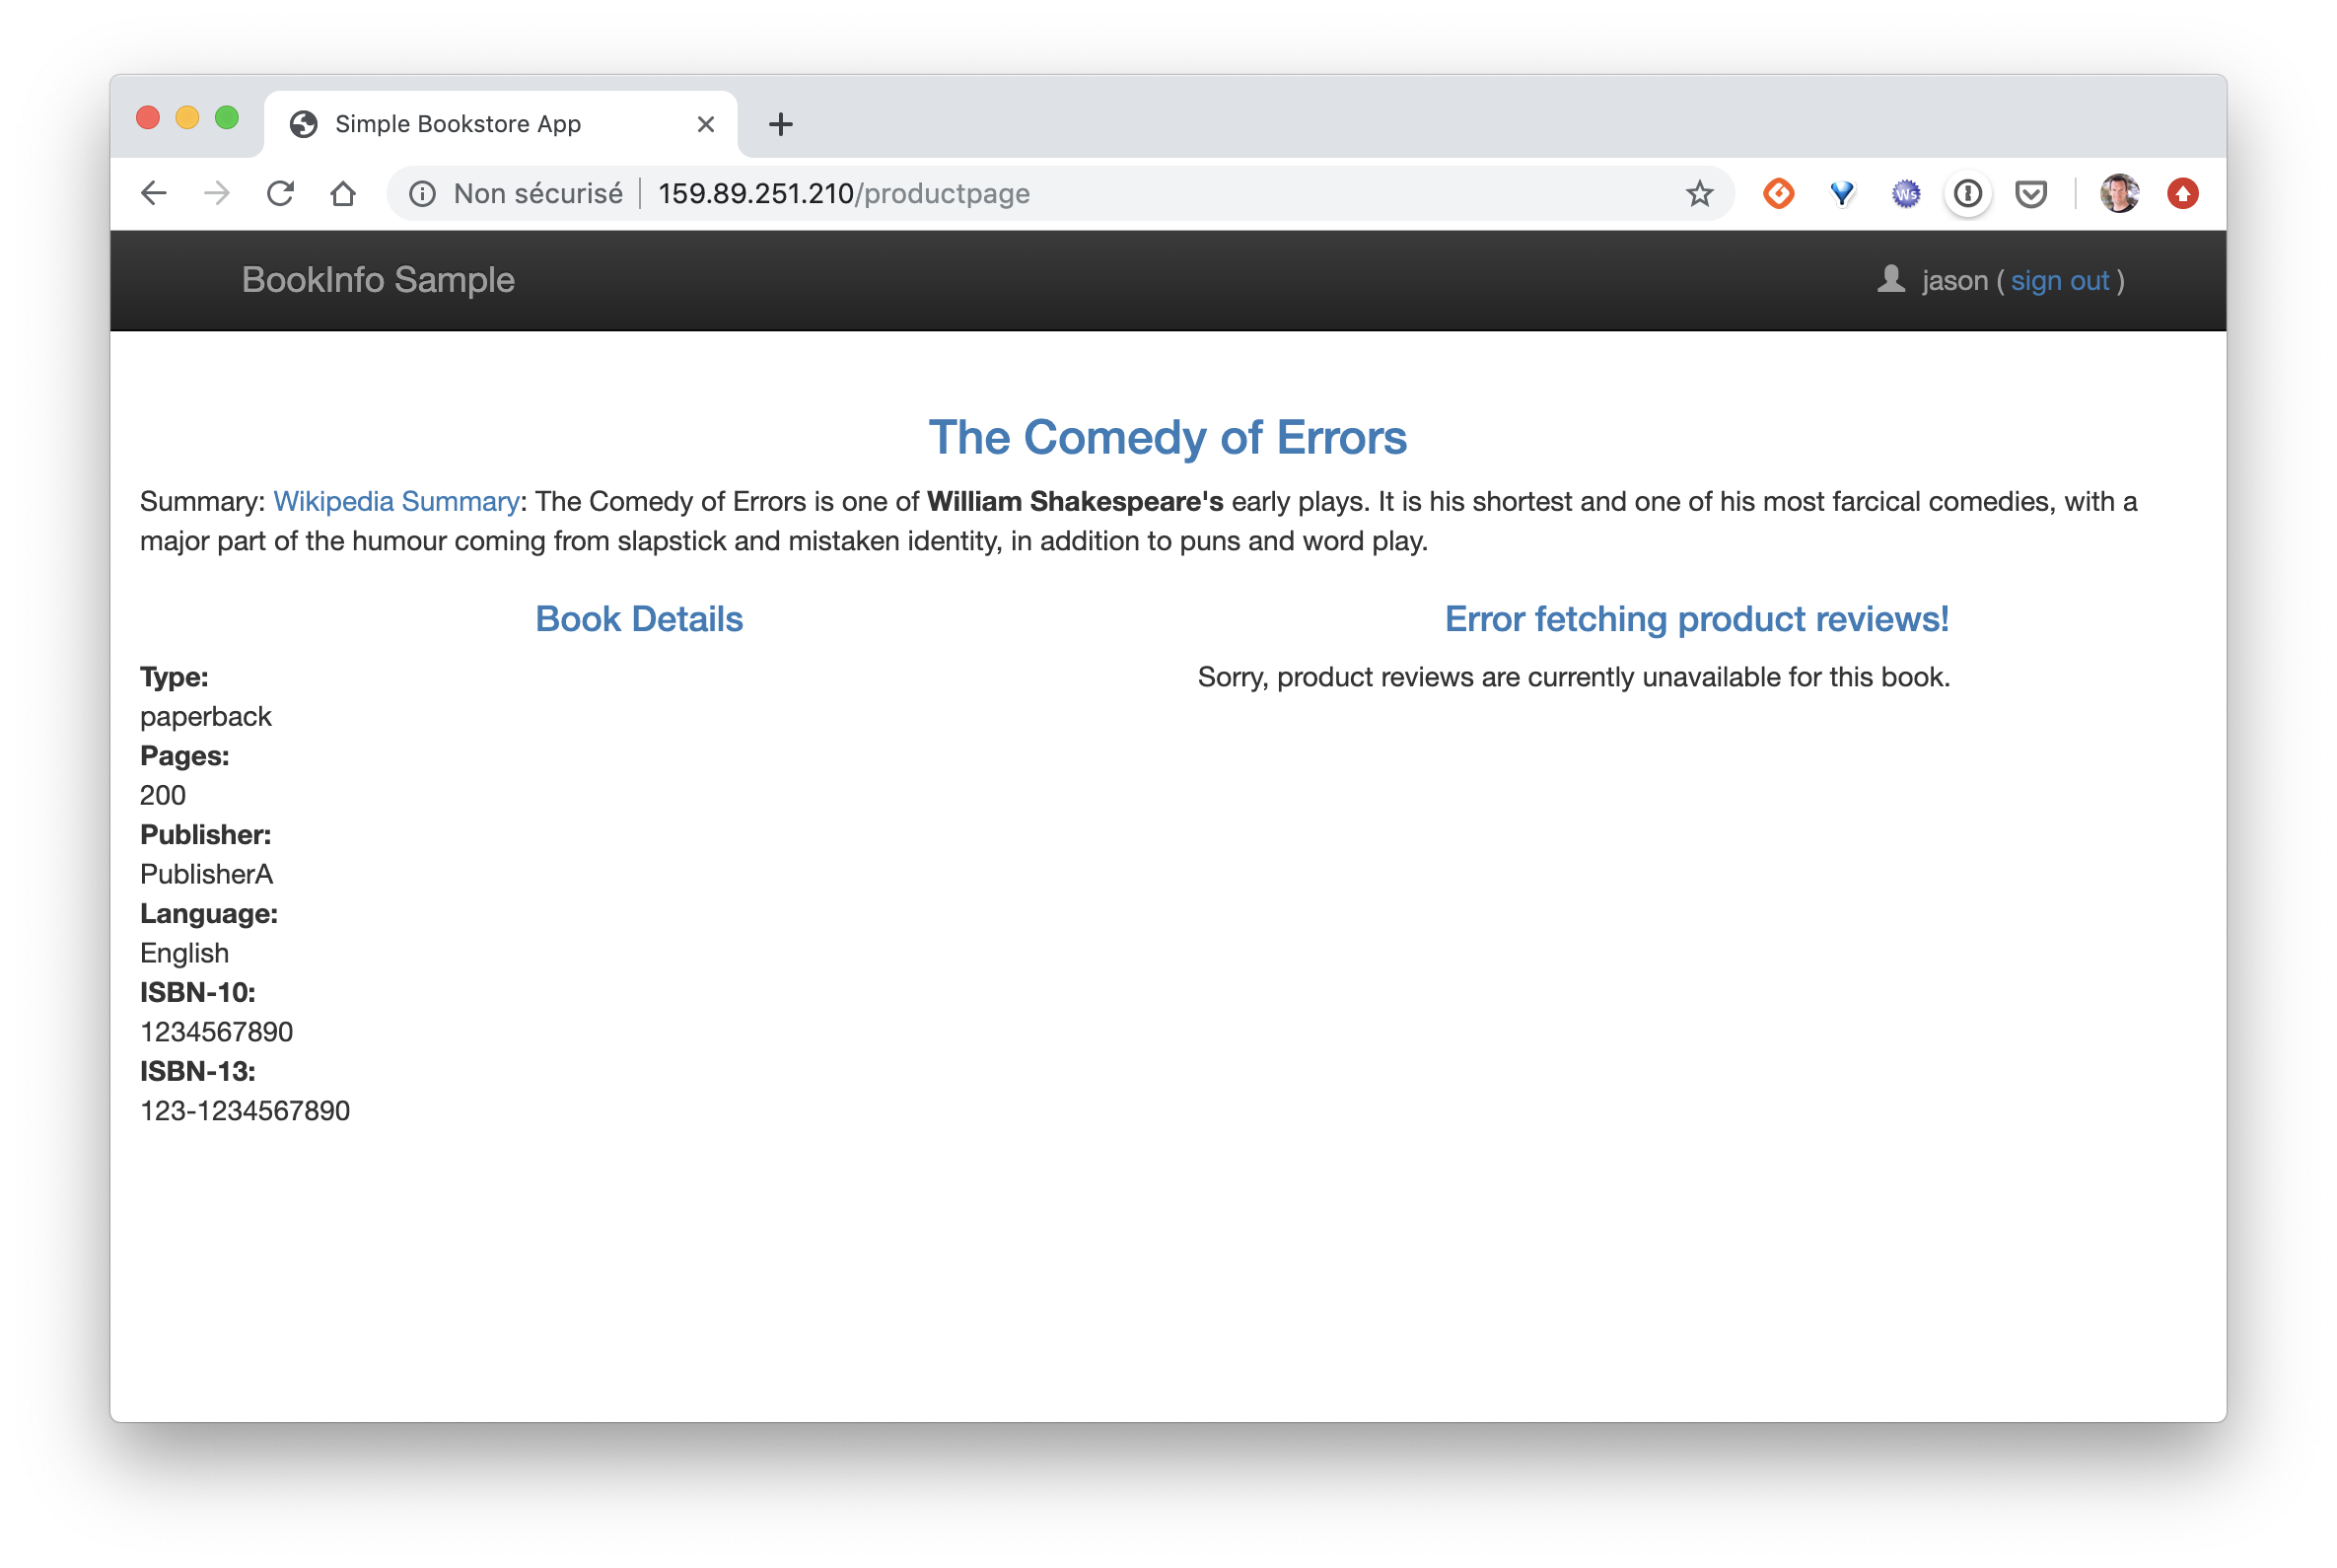 Simple Bookstore App
Non sécurisé 159.89.251.210/productpage
BookInfo Sample
jason ( sign out )
The Comedy of Errors
Summary: Wikipedia Summary: The Comedy of Errors is one of William Shakespeare's early plays. It is his shortest and one of his most farcical comedies, with a
major part of the humour coming from slapstick and mistaken identity, in addition to puns and word play.
Book Details
Type:
paperback
Pages:
200
Publisher:
PublisherA
Language:
English
ISBN-10:
1234567890
ISBN-13:
123-1234567890
Error fetching product reviews!
Sorry, product reviews are currently unavailable for this book.